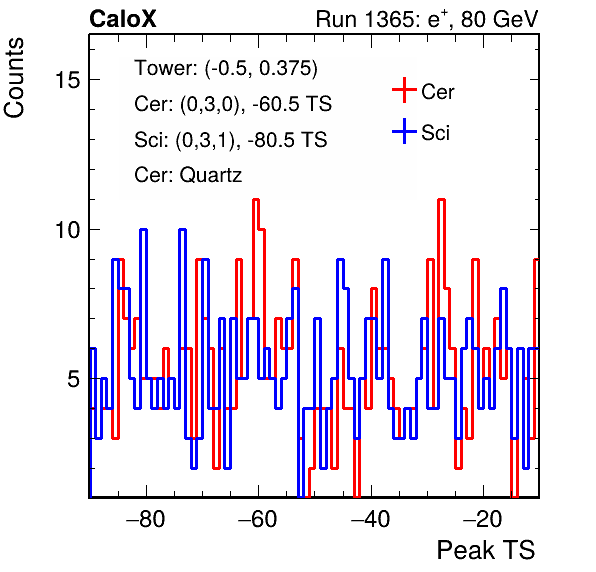 CaloX Run 1365: e⁺, 80 GeV
Counts
Tower: (-0.5, 0.375)
Cer: (0,3,0), -60.5 TS
Sci: (0,3,1), -80.5 TS
Cer: Quartz
Cer
Sci
15
10
5
−80 −60 −40 −20
Peak TS